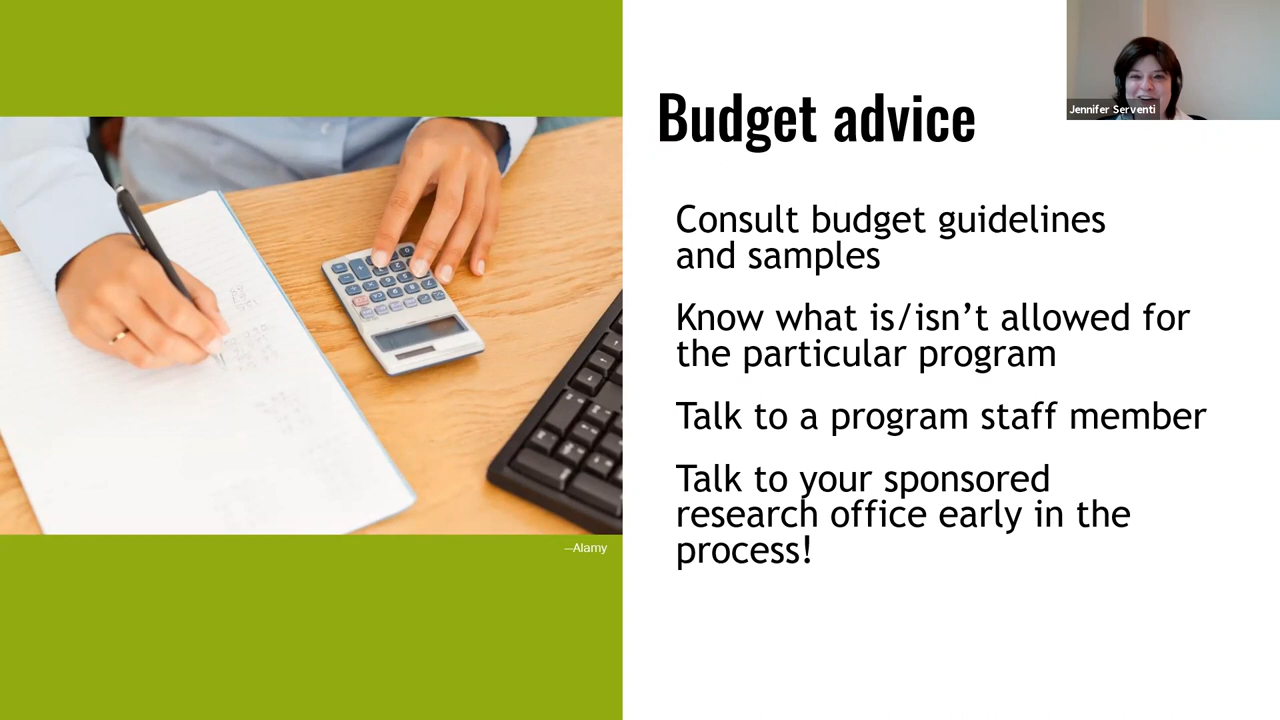 Budget advice
Jennifer Serventi
Consult budget guidelines
and samples
Know what is/isn’t allowed for
the particular program
Talk to a program staff member
Talk to your sponsored
research office early in the
process!
—Alamy